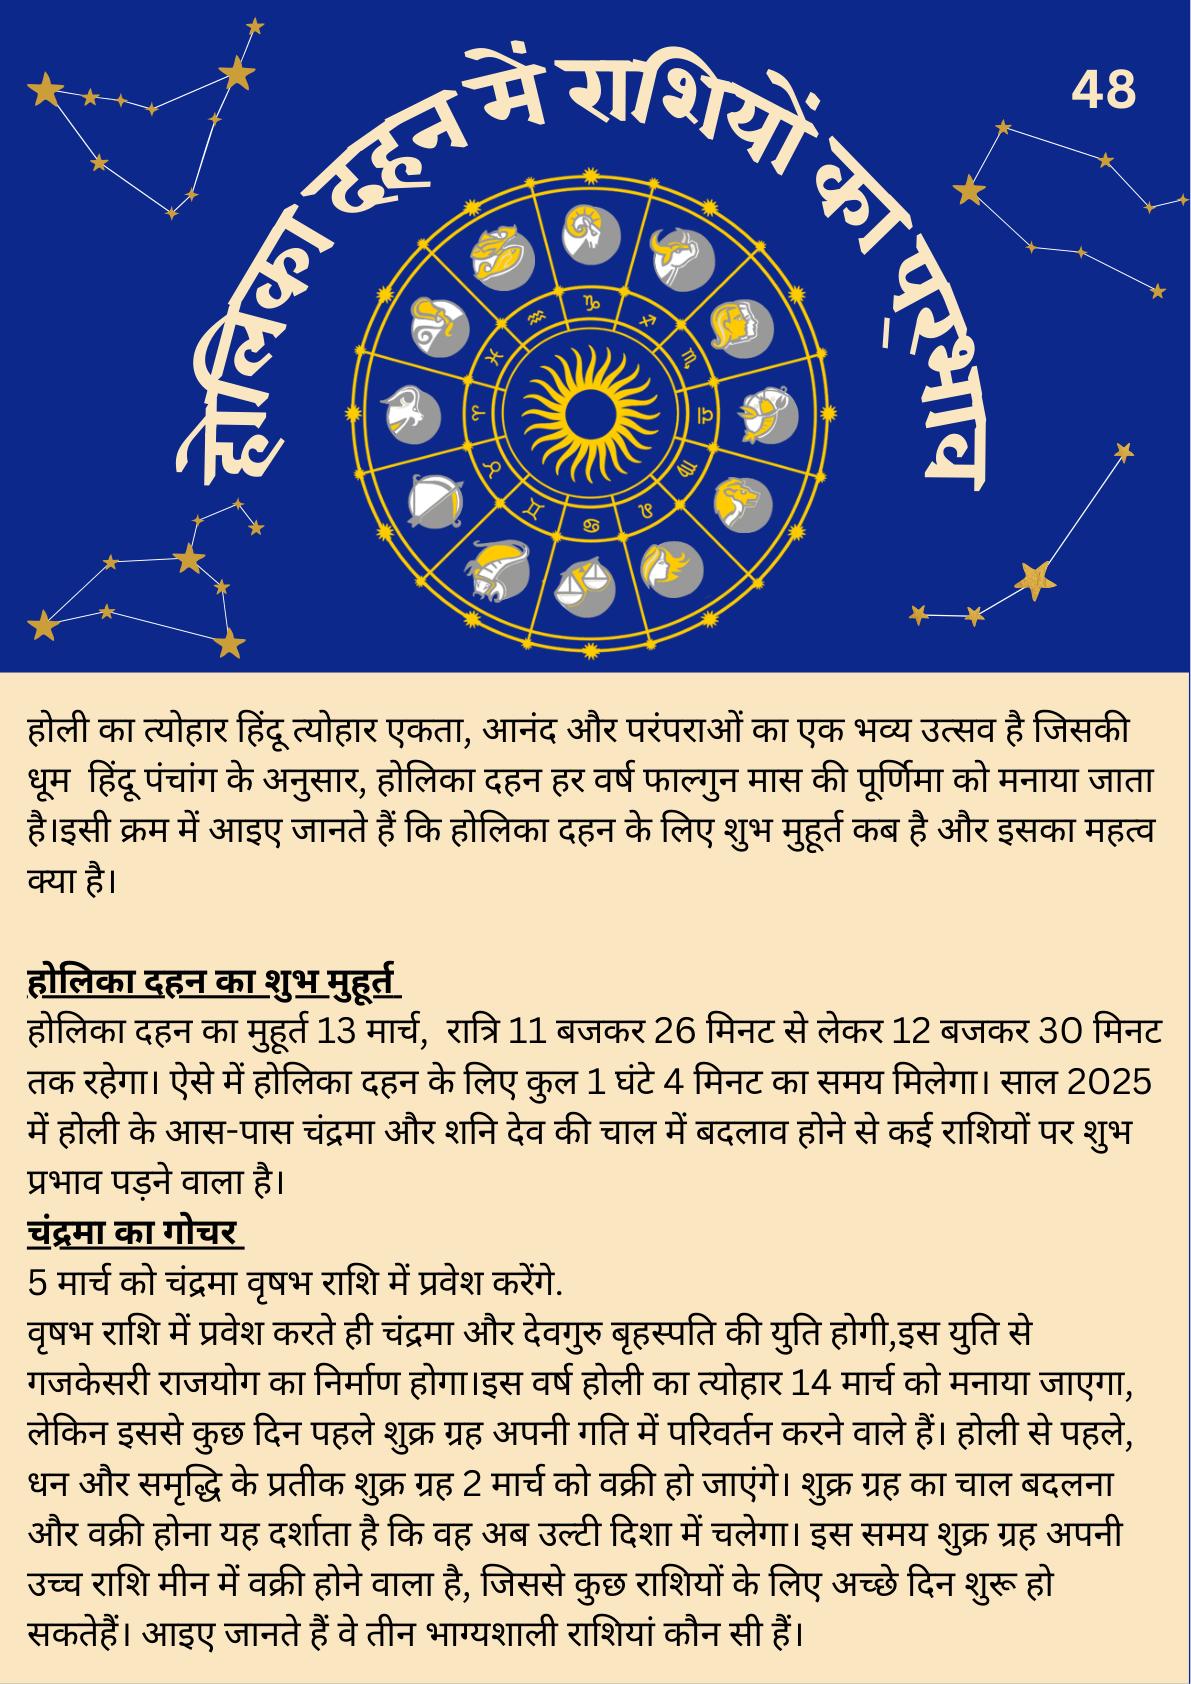 48
होलिका दहन में राशियों का प्रभाव
होली का त्योहार हिंदू त्योहार एकता, आनंद और परंपराओं का एक भव्य उत्सव है जिसकी
धूम  हिंदू पंचांग के अनुसार, होलिका दहन हर वर्ष फाल्गुन मास की पूर्णिमा को मनाया जाता
है।इसी क्रम में आइए जानते हैं कि होलिका दहन के लिए शुभ मुहूर्त कब है और इसका महत्व
क्या है।
होलिका दहन का शुभ मुहूर्त
होलिका दहन का मुहूर्त 13 मार्च,  रात्रि 11 बजकर 26 मिनट से लेकर 12 बजकर 30 मिनट
तक रहेगा। ऐसे में होलिका दहन के लिए कुल 1 घंटे 4 मिनट का समय मिलेगा। साल 2025
में होली के आस-पास चंद्रमा और शनि देव की चाल में बदलाव होने से कई राशियों पर शुभ
प्रभाव पड़ने वाला है।
चंद्रमा का गोचर
5 मार्च को चंद्रमा वृषभ राशि में प्रवेश करेंगे.
वृषभ राशि में प्रवेश करते ही चंद्रमा और देवगुरु बृहस्पति की युति होगी,इस युति से
गजकेसरी राजयोग का निर्माण होगा।इस वर्ष होली का त्योहार 14 मार्च को मनाया जाएगा,
लेकिन इससे कुछ दिन पहले शुक्र ग्रह अपनी गति में परिवर्तन करने वाले हैं। होली से पहले,
धन और समृद्धि के प्रतीक शुक्र ग्रह 2 मार्च को वक्री हो जाएंगे। शुक्र ग्रह का चाल बदलना
और वक्री होना यह दर्शाता है कि वह अब उल्टी दिशा में चलेगा। इस समय शुक्र ग्रह अपनी
उच्च राशि मीन में वक्री होने वाला है, जिससे कुछ राशियों के लिए अच्छे दिन शुरू हो
सकतेहैं। आइए जानते हैं वे तीन भाग्यशाली राशियां कौन सी हैं।